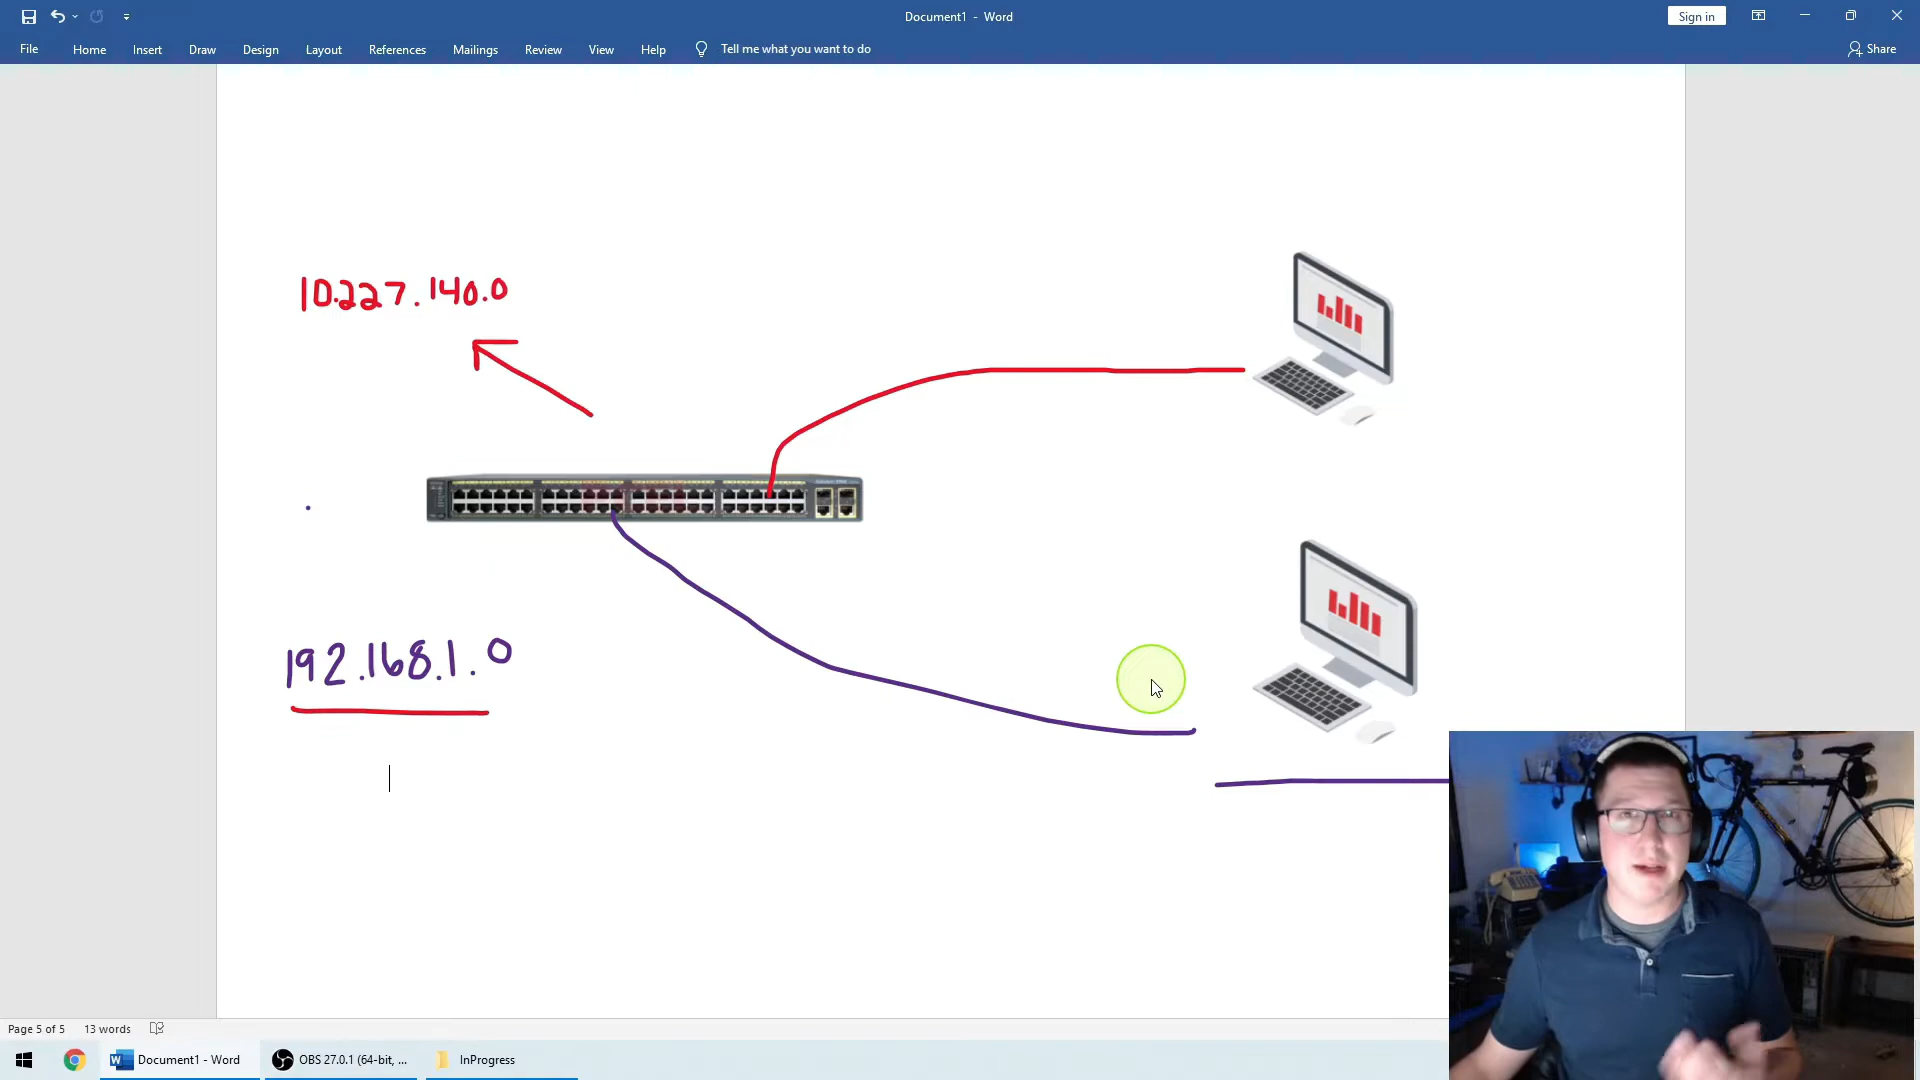 Document1 - Word
Sign in
File Home Insert Draw Design Layout References Mailings Review View Help Tell me what you want to do
Share
10.227.140.0
192.168.1.0
Page 5 of 5 13 words
Document1 - Word
OBS 27.0.1 (64-bit, ...
InProgress